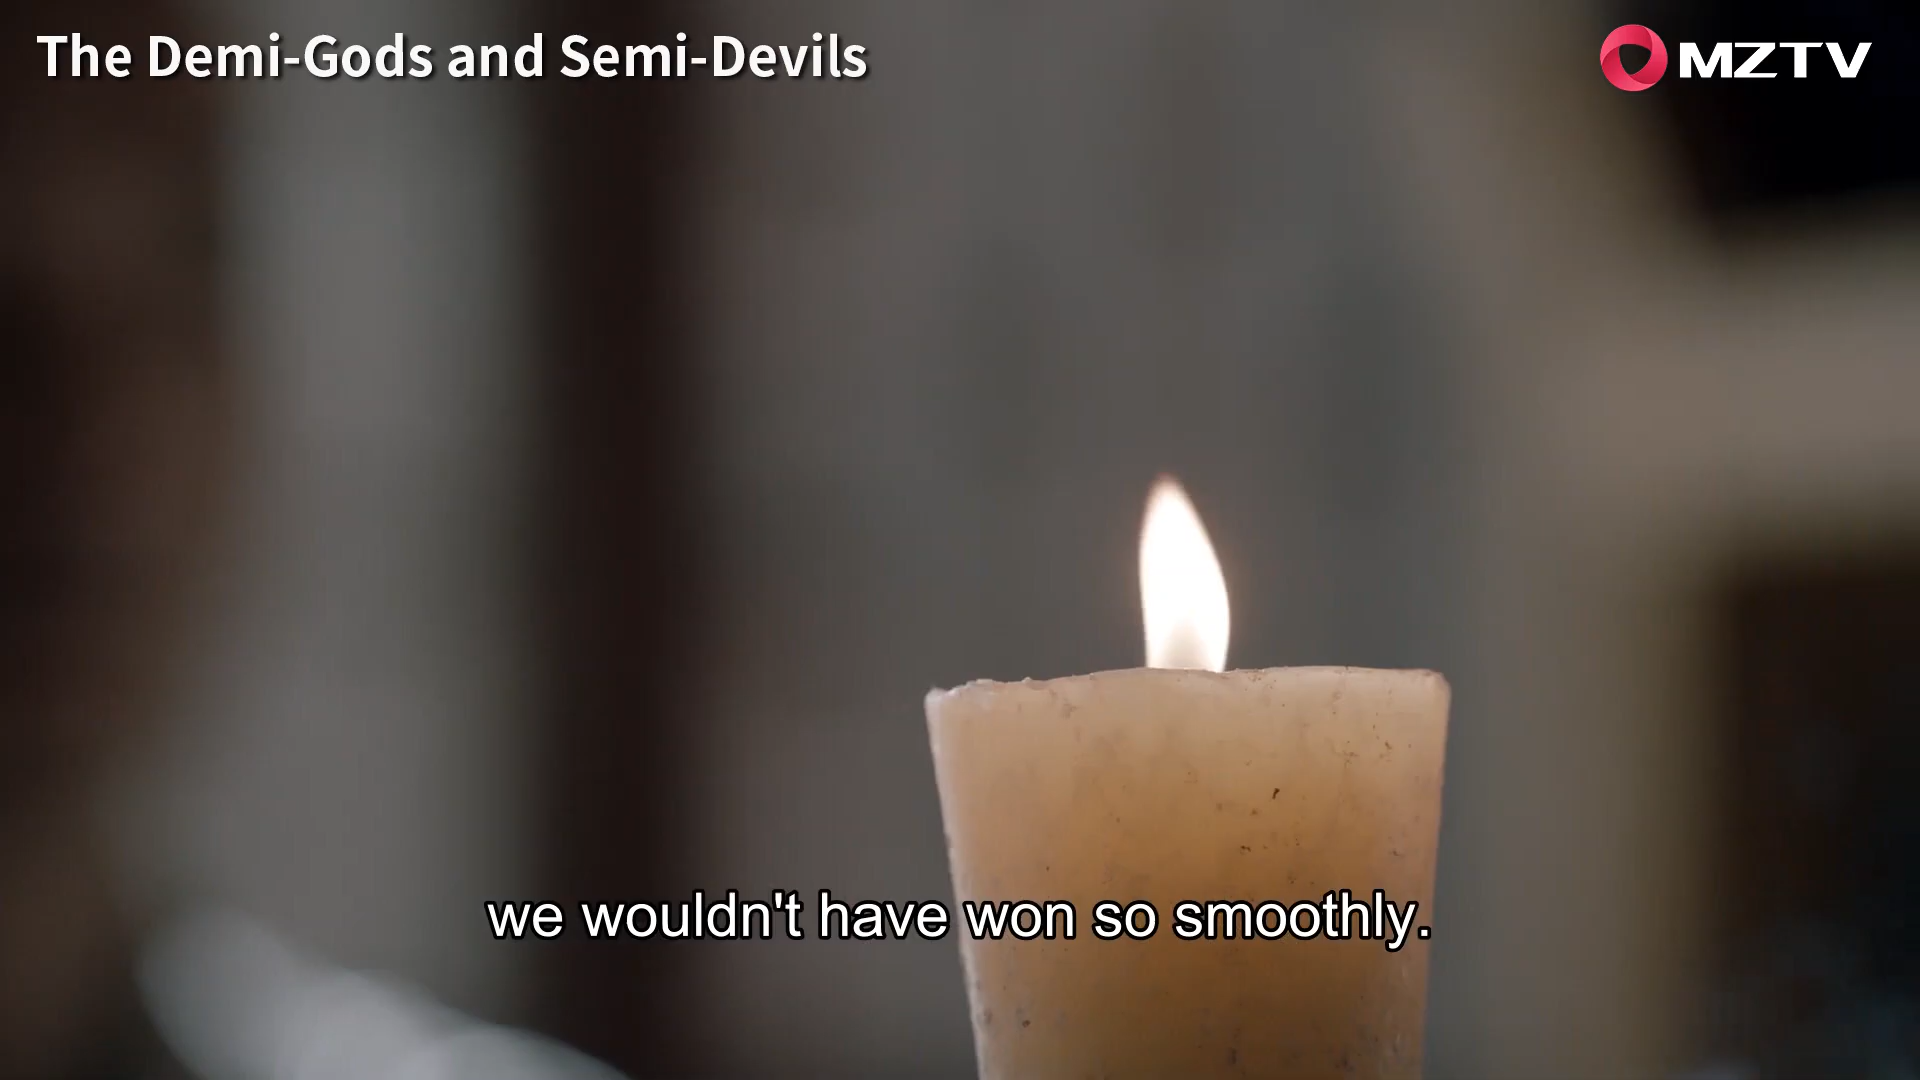 The Demi-Gods and Semi-Devils
MZTV
we wouldn't have won so smoothly.